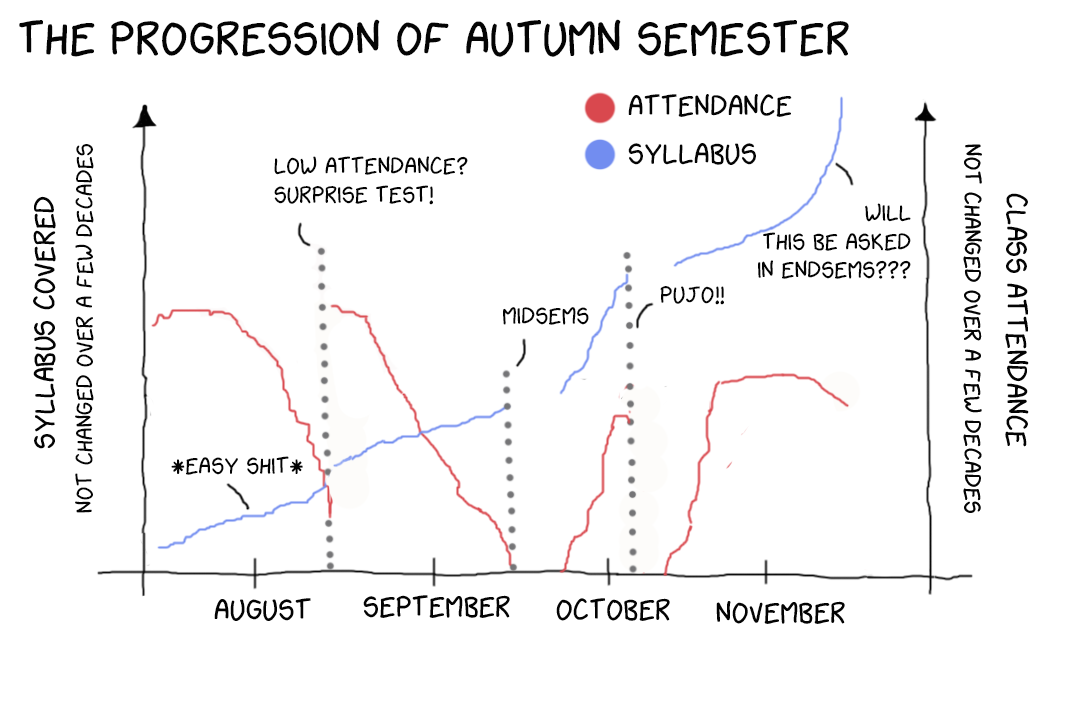 THE PROGRESSION OF AUTUMN SEMESTER
ATTENDANCE
SYLLABUS
LOW ATTENDANCE?
SURPRISE TEST!
SYLLABUS COVERED
NOT CHANGED OVER A FEW DECADES
*EASY SHIT*
MIDSEMS
PUJO!!
WILL
THIS BE ASKED
IN ENDSEMS???
CLASS ATTENDANCE
NOT CHANGED OVER A FEW DECADES
AUGUST
SEPTEMBER
OCTOBER
NOVEMBER